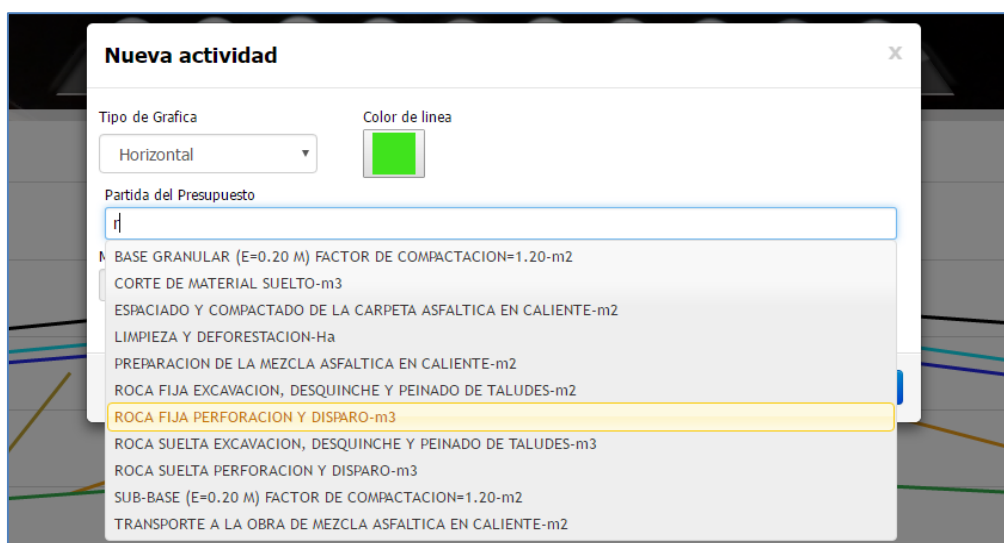 Nueva actividad
x
Tipo de Grafica
Color de linea
Horizontal
Partida del Presupuesto
r
BASE GRANULAR (E=0.20 M) FACTOR DE COMPACTACION=1.20-m2
CORTE DE MATERIAL SUELTO-m3
ESPACIADO Y COMPACTADO DE LA CARPETA ASFALTICA EN CALIENTE-m2
LIMPIEZA Y DEFORESTACION-Ha
PREPARACION DE LA MEZCLA ASFALTICA EN CALIENTE-m2
ROCA FIJA EXCAVACION, DESQUINCHE Y PEINADO DE TALUDES-m2
ROCA FIJA PERFORACION Y DISPARO-m3
ROCA SUELTA EXCAVACION, DESQUINCHE Y PEINADO DE TALUDES-m3
ROCA SUELTA PERFORACION Y DISPARO-m3
SUB-BASE (E=0.20 M) FACTOR DE COMPACTACION=1.20-m2
TRANSPORTE A LA OBRA DE MEZCLA ASFALTICA EN CALIENTE-m2